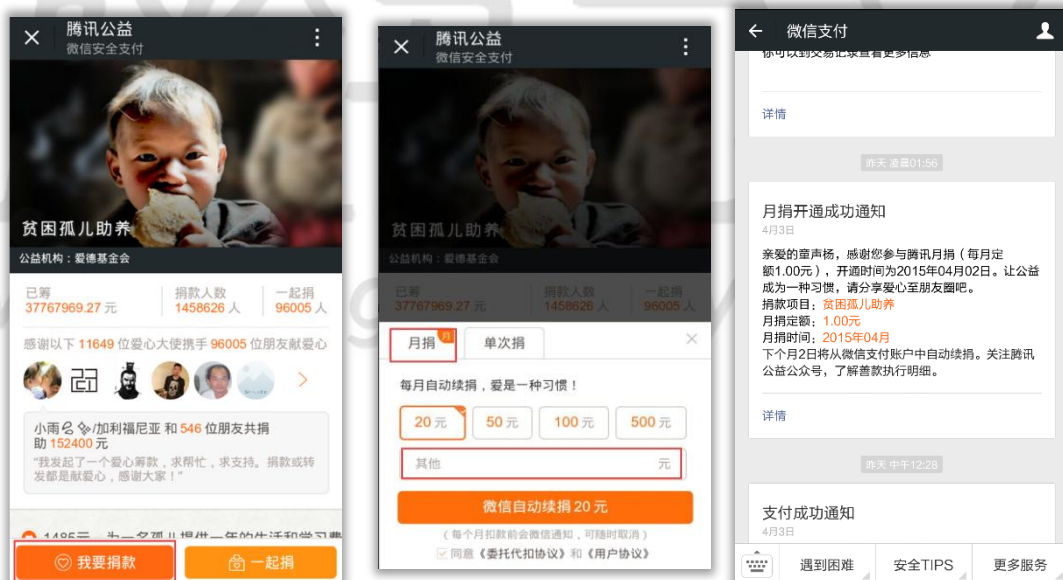 腾讯公益
微信安全支付
贫困孤儿助养
公益机构：爱德基金会
已筹
37767969.27 元
捐款人数
1458626 人
一起捐
96005 人
感谢以下 11649 位爱心大使携手 96005 位朋友献爱心
小雨 /加利福尼亚 和 546 位朋友共捐
助 152400 元
“我发起了一个爱心筹款，求帮忙，求支持。捐款或转
发都是献爱心，感谢大家！”
1485元，为一名孤儿提供一年的生活和学习费
我要捐款
一起捐
腾讯公益
微信安全支付
贫困孤儿助养
公益机构：爱德基金会
已筹
37767969.27 元
捐款人数
1458626 人
一起捐
96005 人
月捐
月
单次捐
每月自动续捐，爱是一种习惯！
20 元
50 元
100 元
500 元
其他
元
微信自动续捐 20 元
（每个月扣款前会微信通知，可随时取消）
同意《委托代扣协议》和《用户协议》
微信支付
你可以到交易记录查看更多信息
详情
昨天 凌晨01:56
月捐开通成功通知
4月3日
亲爱的童声杨，感谢您参与腾讯月捐（每月定
额1.00元），开通时间为2015年04月02日。让公益
成为一种习惯，请分享爱心至朋友圈吧。
捐款项目：贫困孤儿助养
月捐定额：1.00元
月捐时间：2015年04月
下个月2日将从微信支付账户中自动续捐。关注腾讯
公益公众号，了解善款执行明细。
详情
昨天 中午12:28
支付成功通知
4月3日
遇到困难
安全TIPS
更多服务